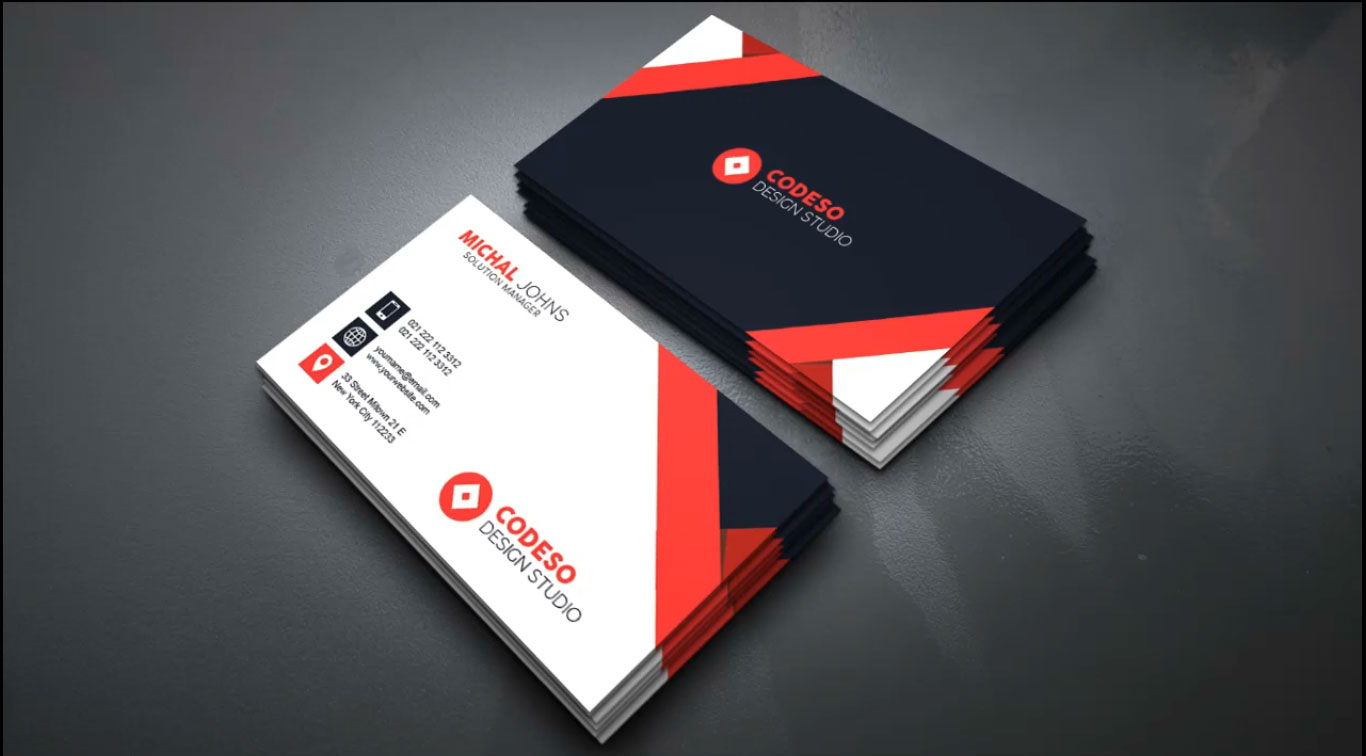 CODESO
DESIGN STUDIO
MICHAL JOHNS
SOLUTION MANAGER
021 222 112 3312
021 222 112 3312
yourname@email.com
www.yourwebsite.com
33 Street Mitown 21 E
New York City 112233
CODESO
DESIGN STUDIO